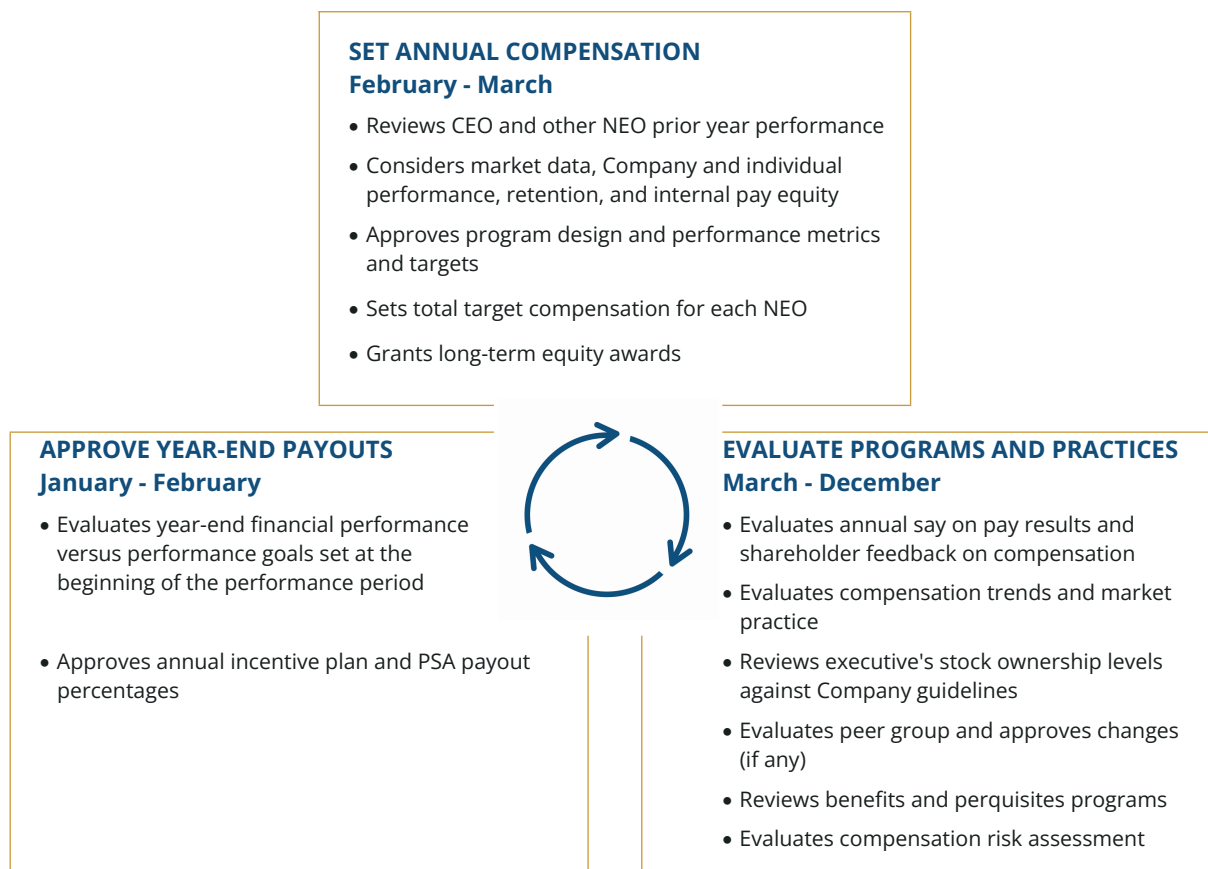 SET ANNUAL COMPENSATION
February - March
• Reviews CEO and other NEO prior year performance
• Considers market data, Company and individual
performance, retention, and internal pay equity
• Approves program design and performance metrics
and targets
• Sets total target compensation for each NEO
• Grants long-term equity awards
APPROVE YEAR-END PAYOUTS
January - February
• Evaluates year-end financial performance
versus performance goals set at the
beginning of the performance period
• Approves annual incentive plan and PSA payout
percentages
EVALUATE PROGRAMS AND PRACTICES
March - December
• Evaluates annual say on pay results and
shareholder feedback on compensation
• Evaluates compensation trends and market
practice
• Reviews executive's stock ownership levels
against Company guidelines
• Evaluates peer group and approves changes
(if any)
• Reviews benefits and perquisites programs
• Evaluates compensation risk assessment